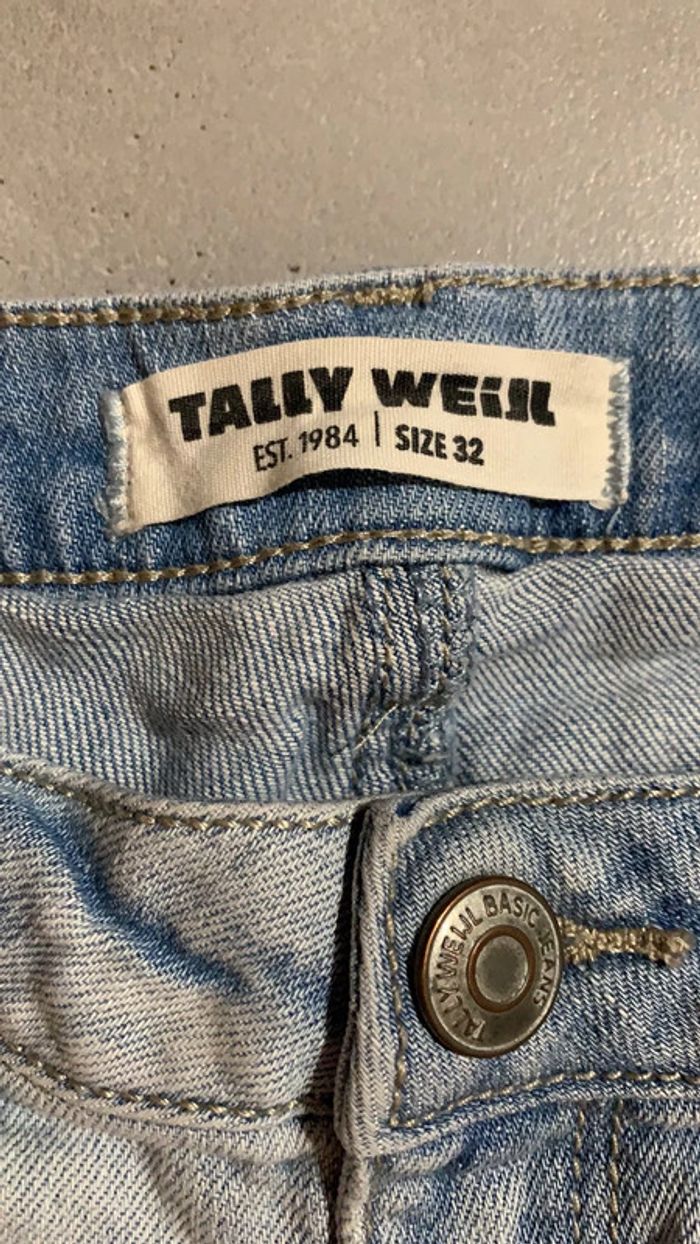 TALLY WEiJL
EST. 1984 | SIZE 32
TALLY WEIJL BASIC JEANS